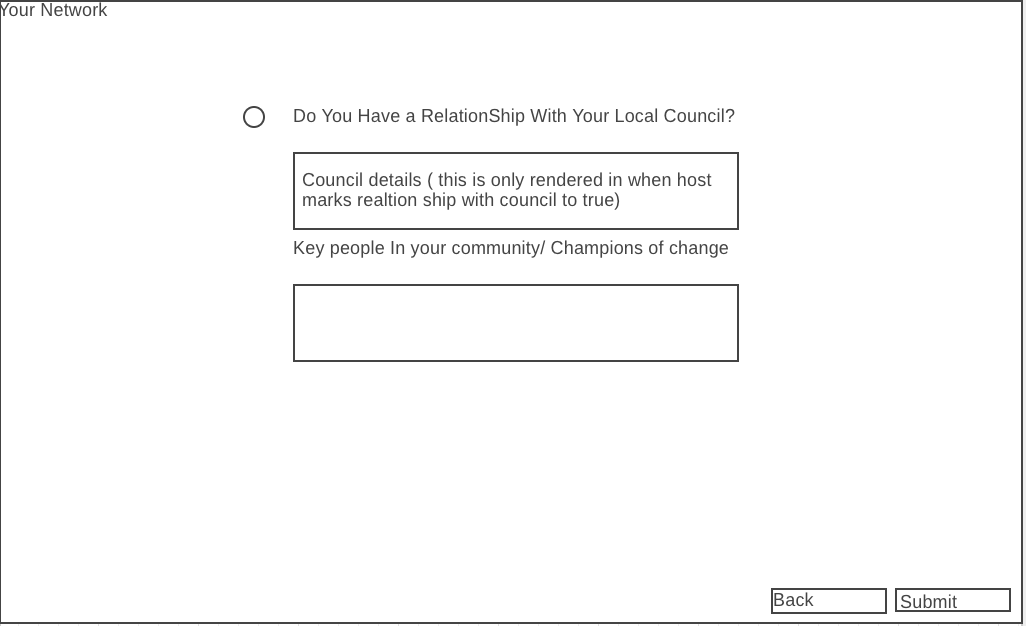 Your Network
Do You Have a RelationShip With Your Local Council?
Council details ( this is only rendered in when host
marks realtion ship with council to true)
Key people In your community/ Champions of change
Back
Submit